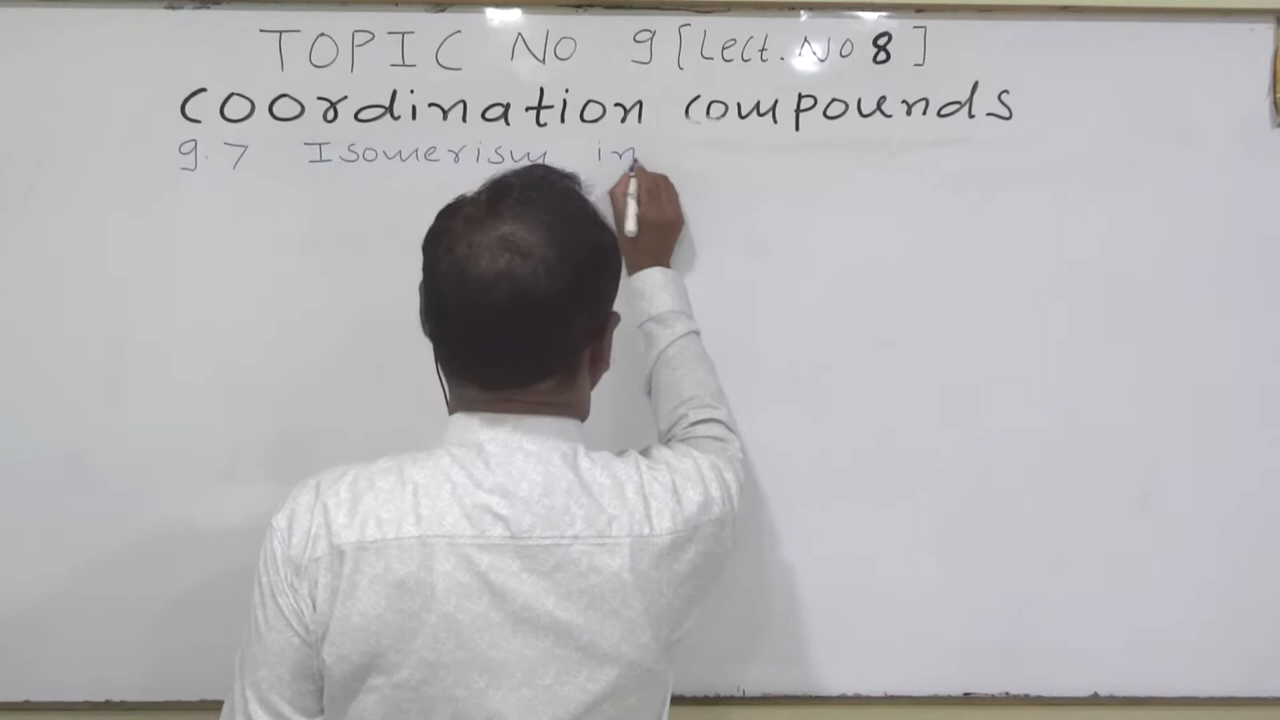 TOPIC NO 9 [Lect. No 8]
Coordination compounds
9.7 Isomerism in